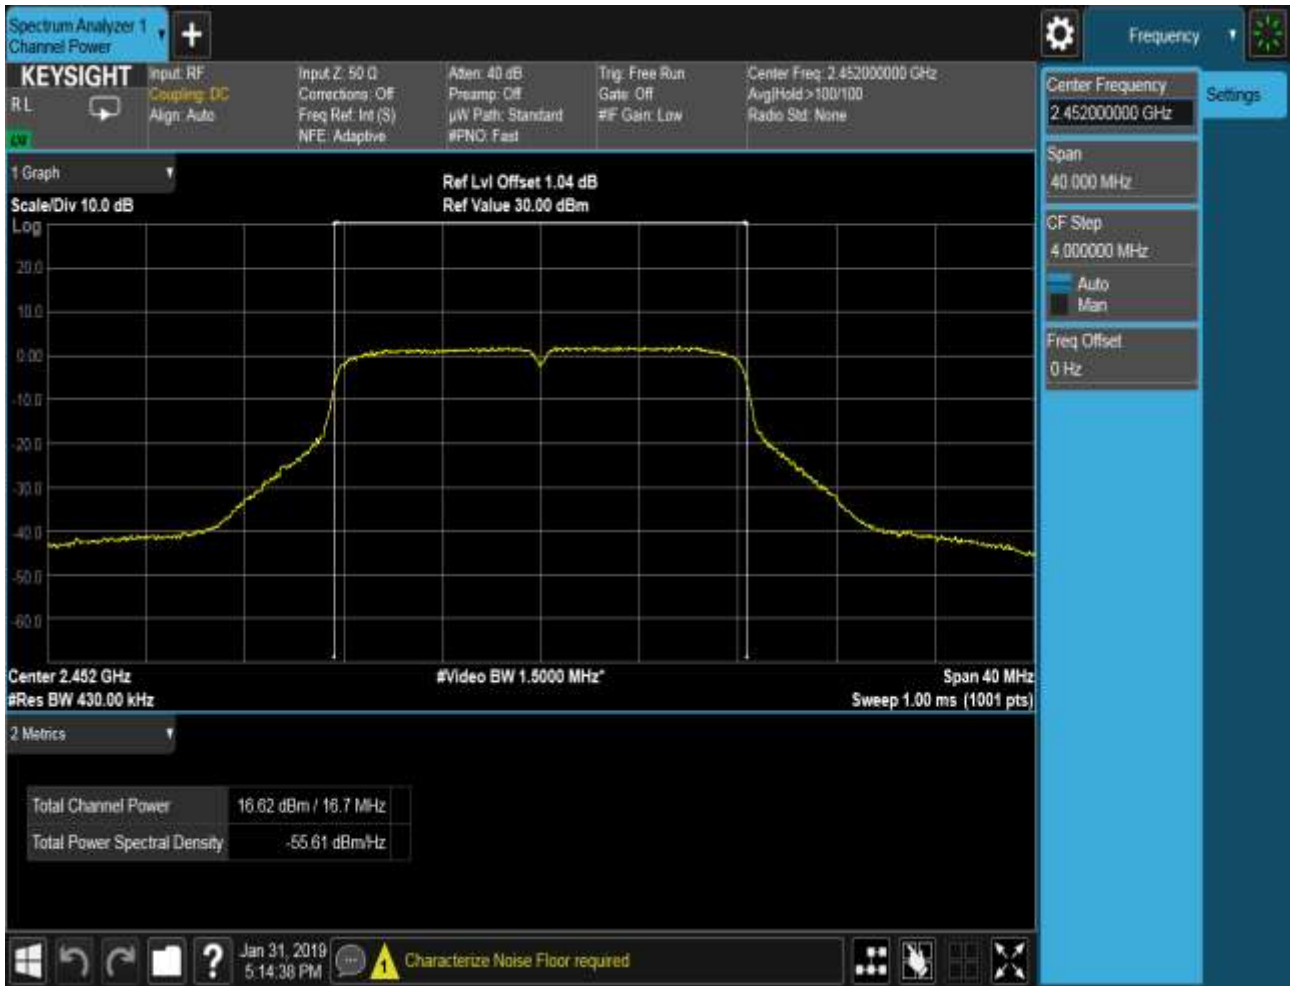 Spectrum Analyzer 1
Channel Power
+
Frequency
KEYSIGHT
RL
LXI
Input: RF
Coupling: DC
Align: Auto
Input Z: 50 Ω
Corrections: Off
Freq Ref: Int (S)
NFE: Adaptive
Atten: 40 dB
Preamp: Off
µW Path: Standard
#PNO: Fast
Trig: Free Run
Gate: Off
#IF Gain: Low
Center Freq: 2.452000000 GHz
Avg|Hold:>100/100
Radio Std: None
Center Frequency
2.452000000 GHz
Settings
Span
40.000 MHz
CF Step
4.000000 MHz
Auto
Man
Freq Offset
0 Hz
1 Graph
Scale/Div 10.0 dB
Ref Lvl Offset 1.04 dB
Ref Value 30.00 dBm
Log
20.0
10.0
0.00
-10.0
-20.0
-30.0
-40.0
-50.0
-60.0
Center 2.452 GHz
#Video BW 1.5000 MHz*
Span 40 MHz
#Res BW 430.00 kHz
Sweep 1.00 ms (1001 pts)
2 Metrics
Total Channel Power 16.62 dBm / 16.7 MHz
Total Power Spectral Density -55.61 dBm/Hz
?
Jan 31, 2019
5:14:38 PM
1
Characterize Noise Floor required